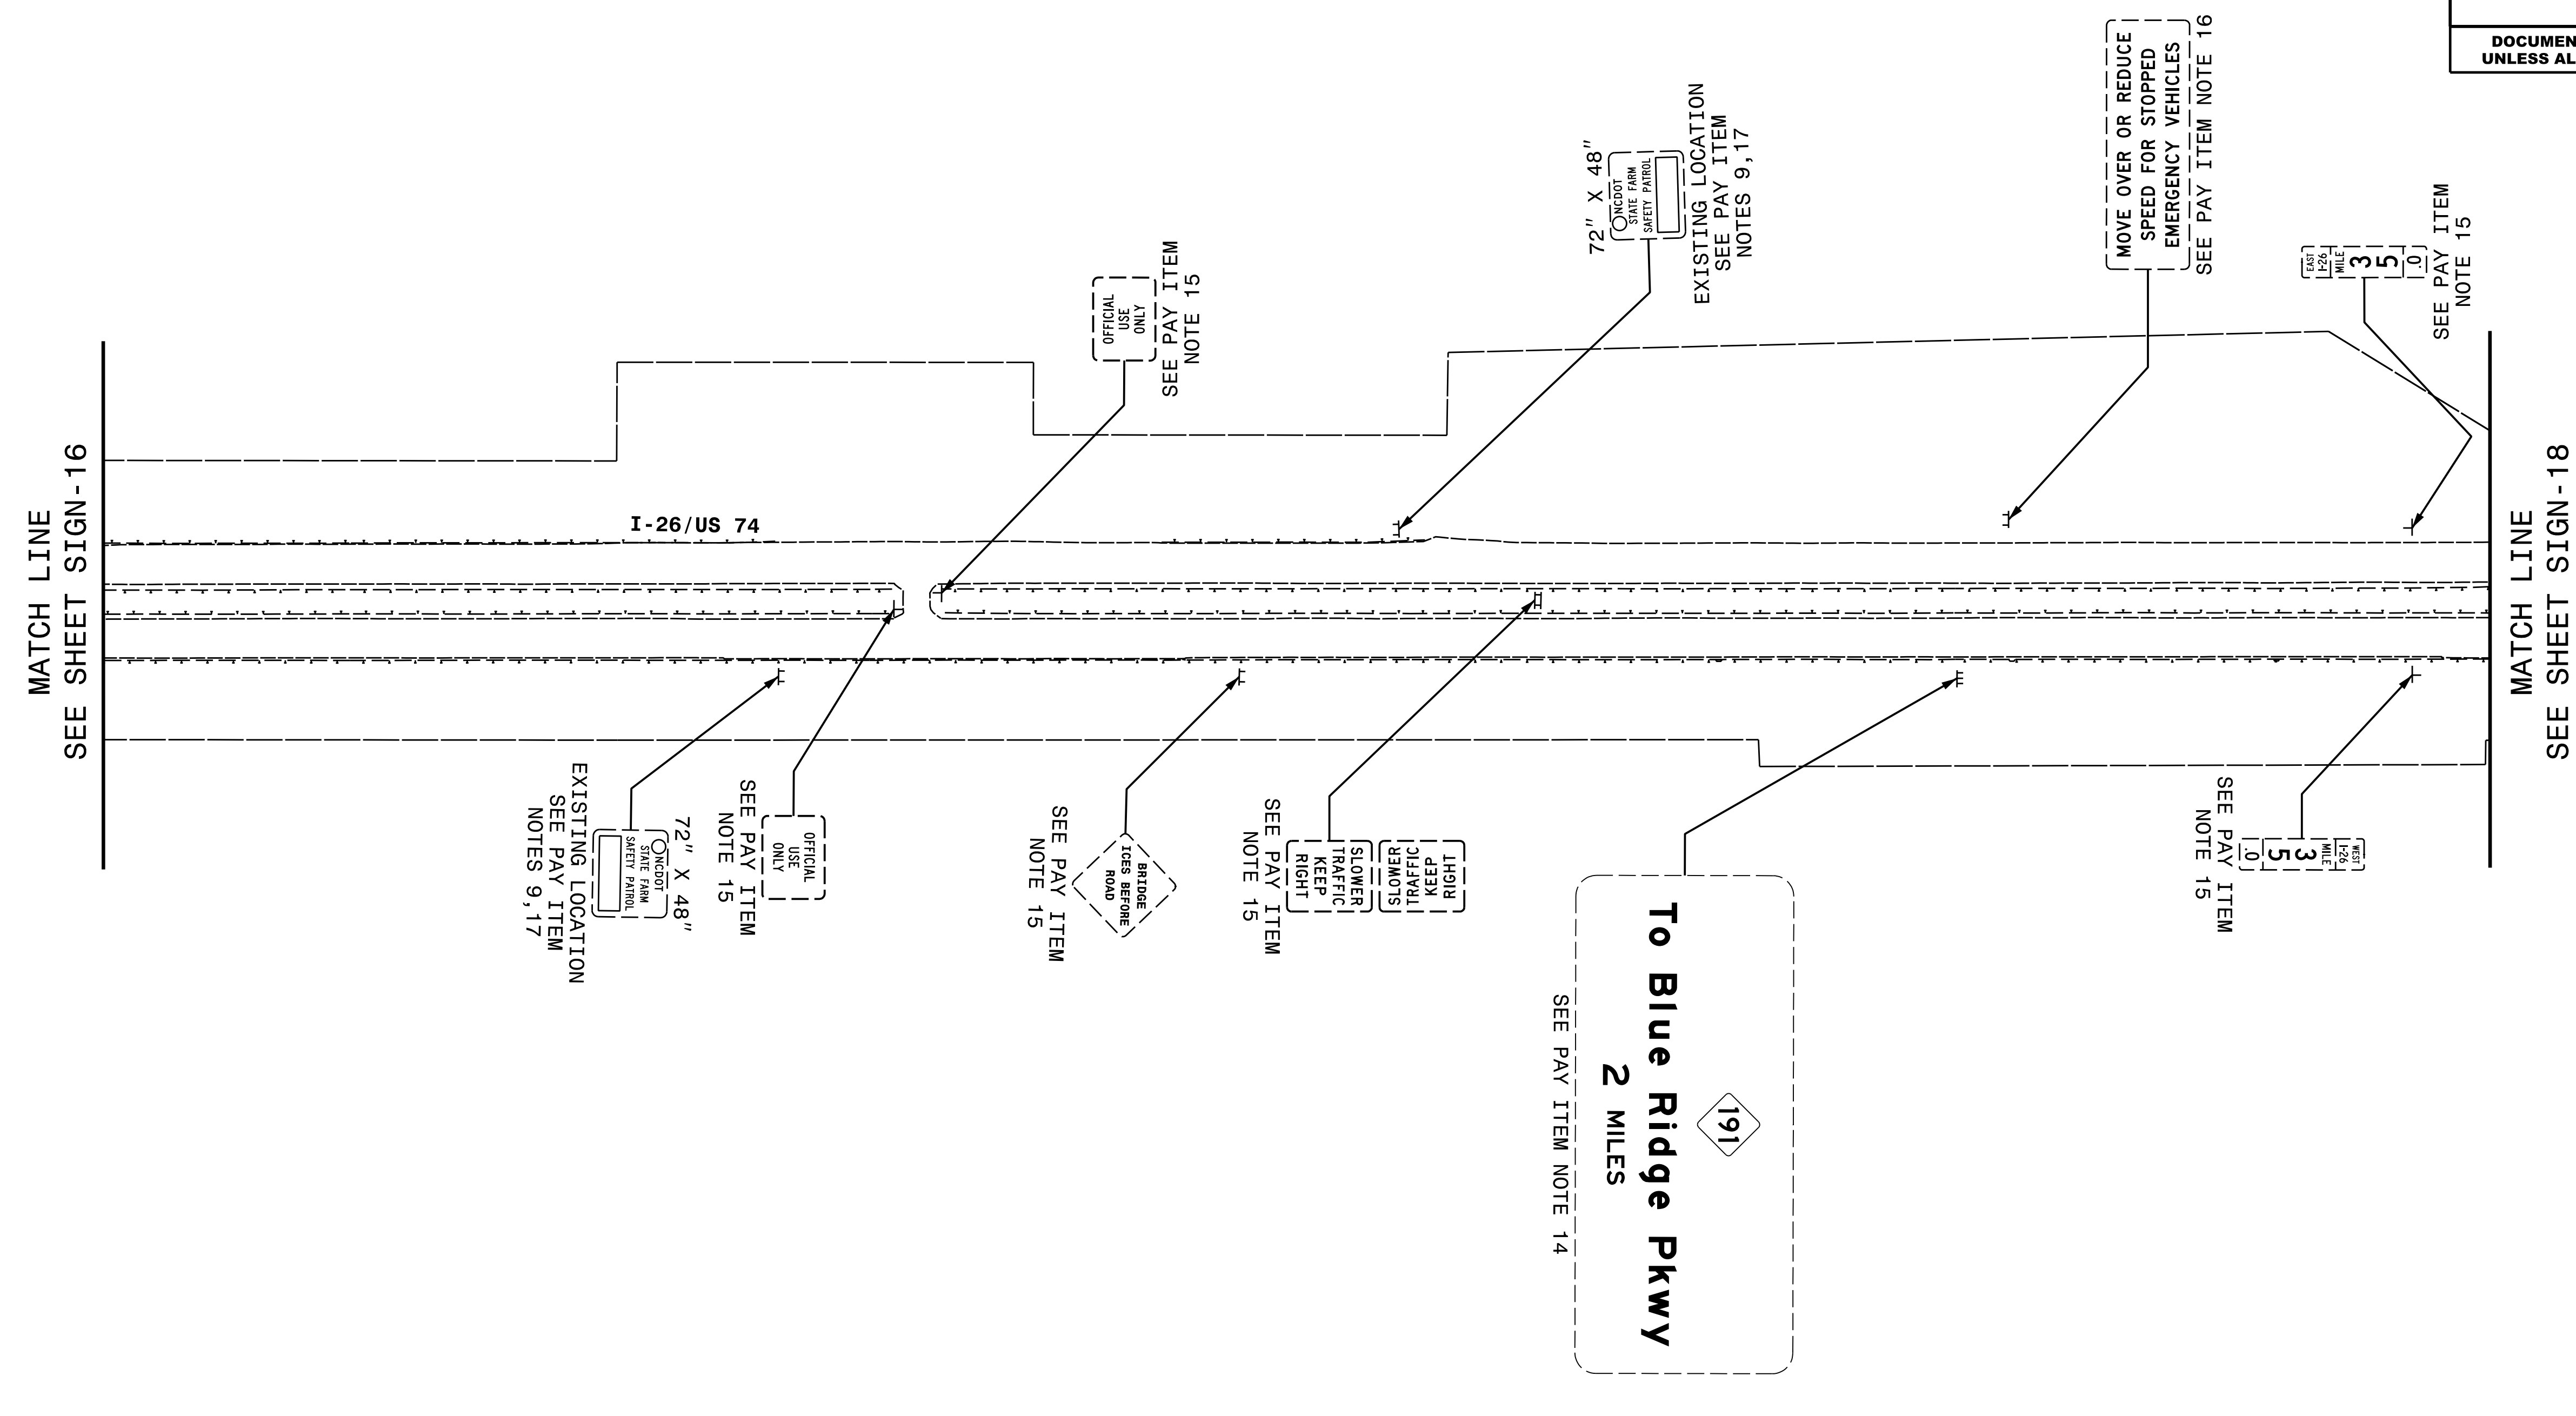 DOCUMEN
UNLESS AL
MATCH LINE
SEE SHEET SIGN-16
I-26/US 74
OFFICIAL
USE
ONLY
SEE PAY ITEM
NOTE 15
72" X 48"
NCDOT
STATE FARM
SAFETY PATROL
EXISTING LOCATION
SEE PAY ITEM
NOTES 9,17
MOVE OVER OR REDUCE
SPEED FOR STOPPED
EMERGENCY VEHICLES
SEE PAY ITEM NOTE 16
EAST
I-26
MILE
3
5
.0
SEE PAY ITEM
NOTE 15
MATCH LINE
SEE SHEET SIGN-18
72" X 48"
NCDOT
STATE FARM
SAFETY PATROL
EXISTING LOCATION
SEE PAY ITEM
NOTES 9,17
OFFICIAL
USE
ONLY
SEE PAY ITEM
NOTE 15
BRIDGE
ICES BEFORE
ROAD
SEE PAY ITEM
NOTE 15
SLOWER
TRAFFIC
KEEP
RIGHT
SLOWER
TRAFFIC
KEEP
RIGHT
SEE PAY ITEM
NOTE 15
191
To Blue Ridge Pkwy
2 MILES
SEE PAY ITEM NOTE 14
WEST
I-26
MILE
3
5
.0
SEE PAY ITEM
NOTE 15